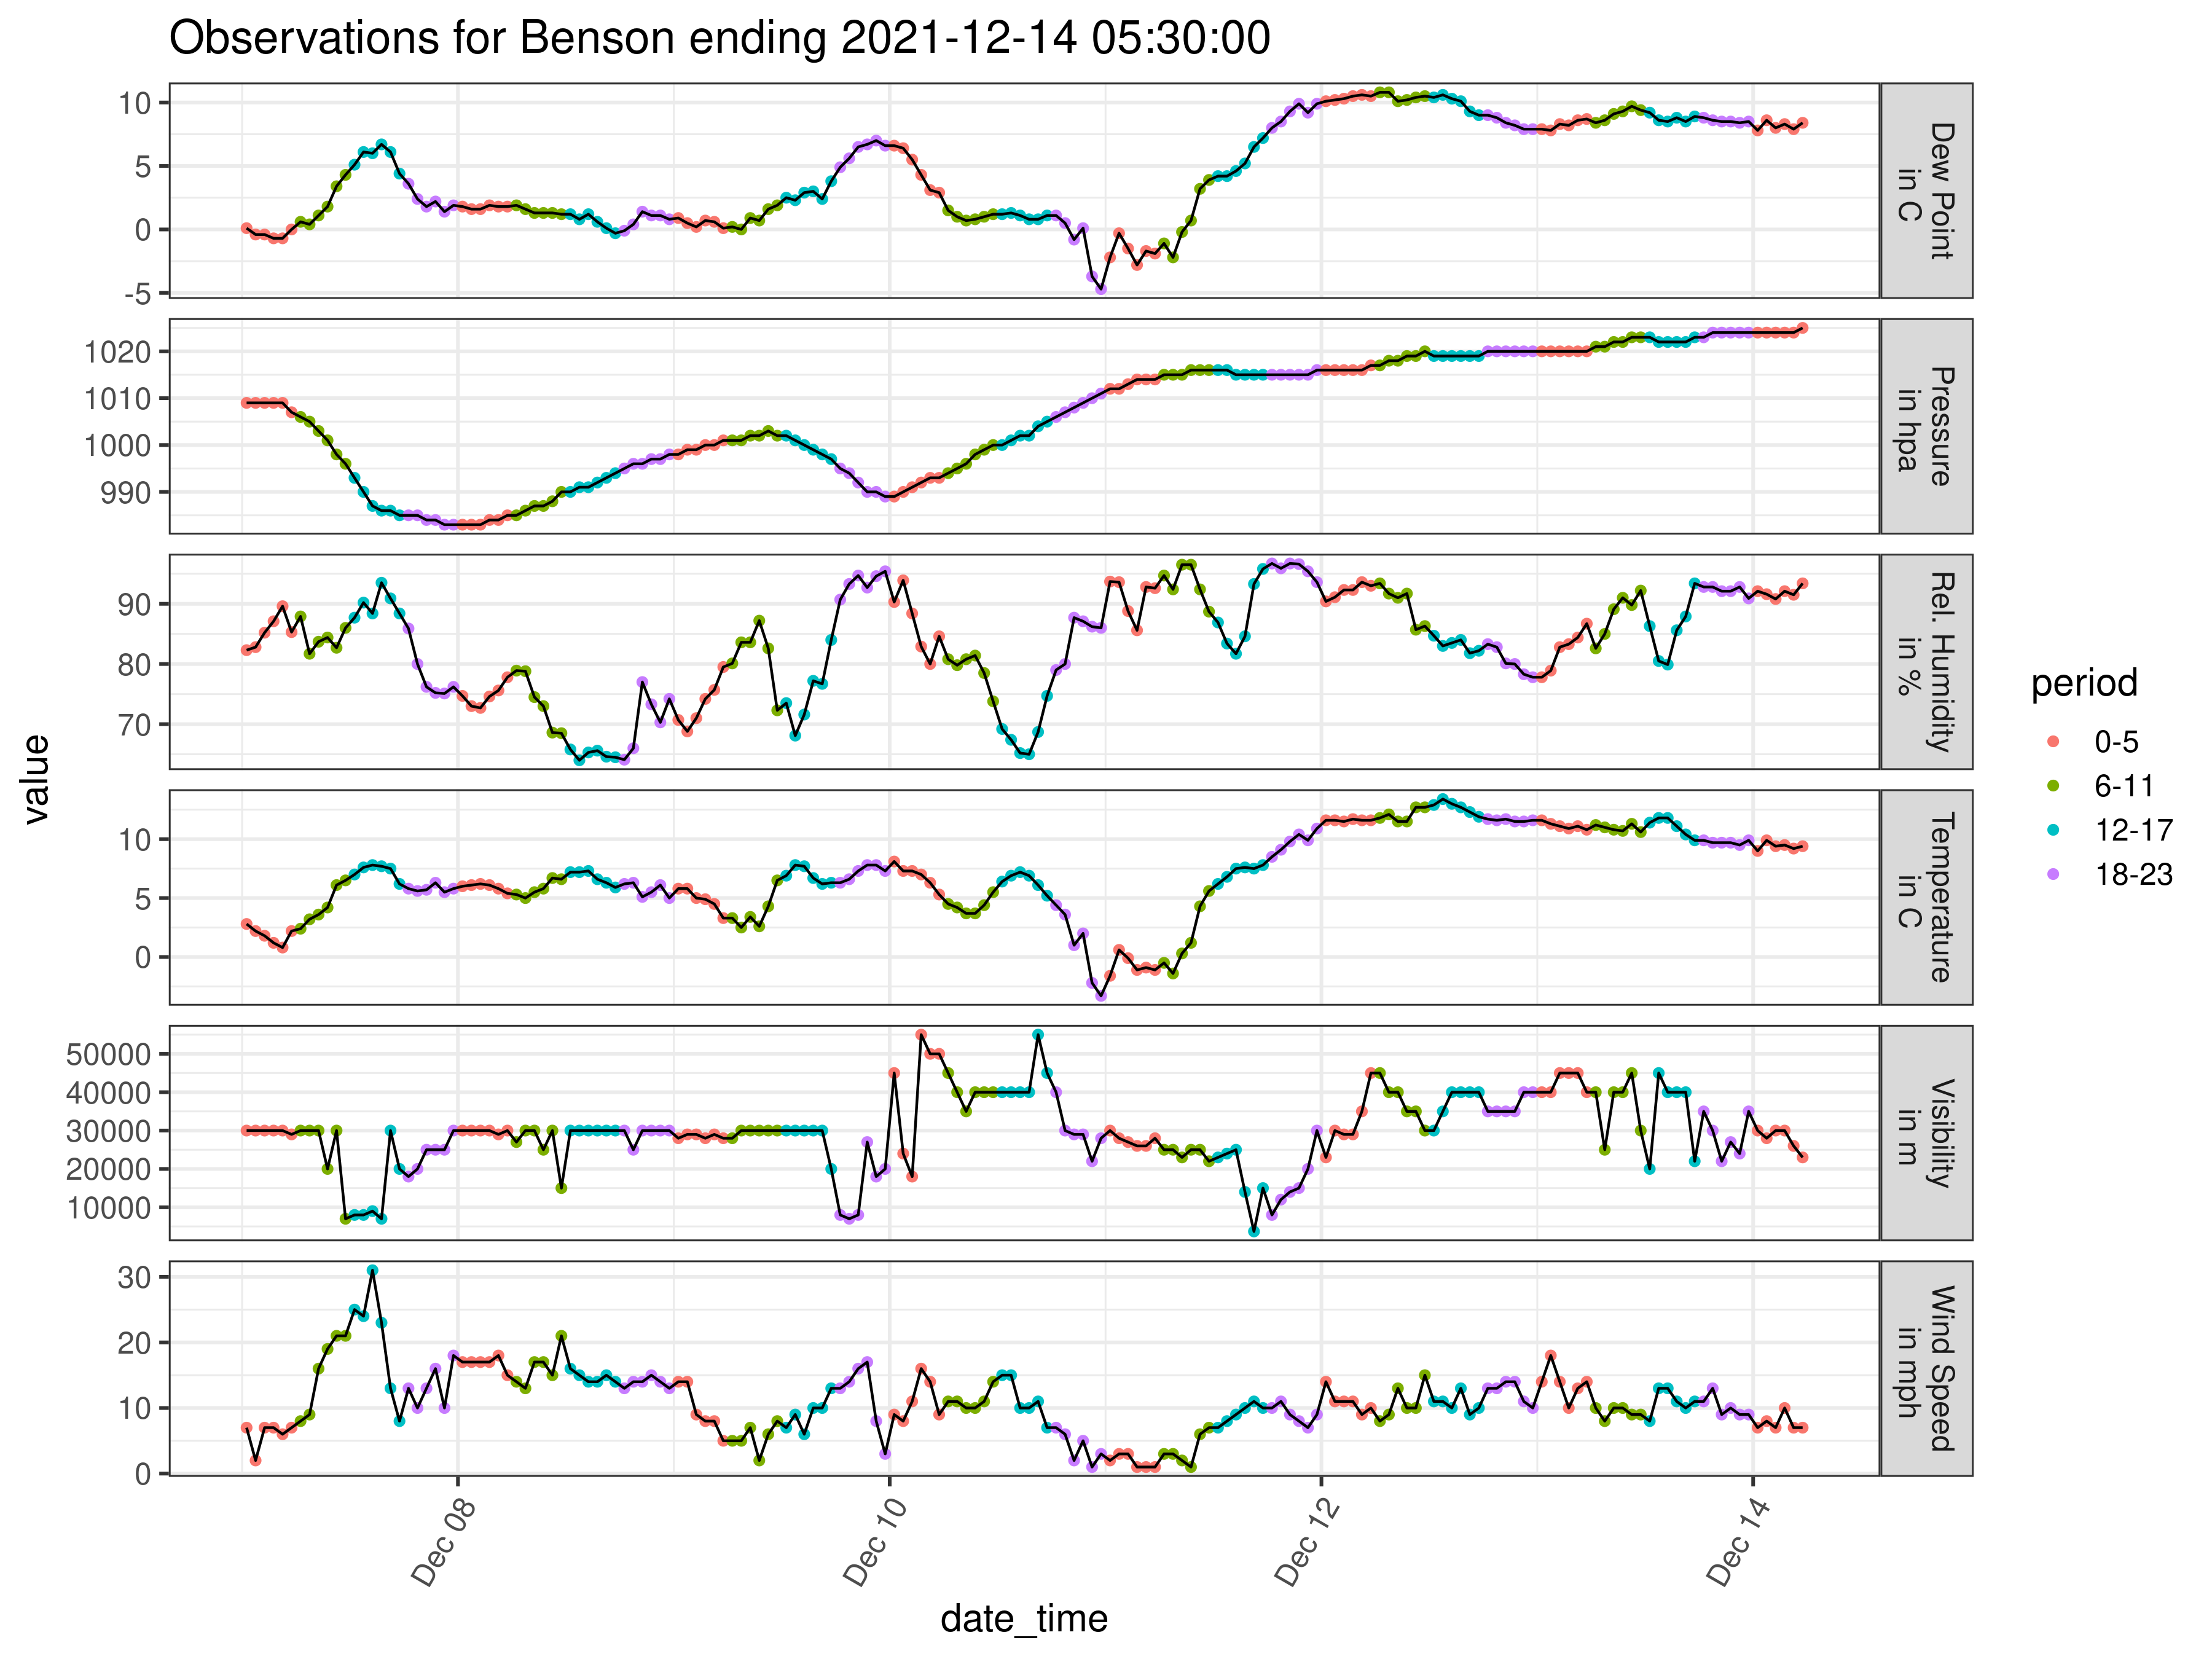 Observations for Benson ending 2021-12-14 05:30:00
value
10
5
0
-5
Dew Point
in C
1020
1010
1000
990
Pressure
in hpa
90
80
70
Rel. Humidity
in %
10
5
0
Temperature
in C
50000
40000
30000
20000
10000
Visibility
in m
30
20
10
0
Wind Speed
in mph
Dec 08
Dec 10
Dec 12
Dec 14
date_time
period
0-5
6-11
12-17
18-23